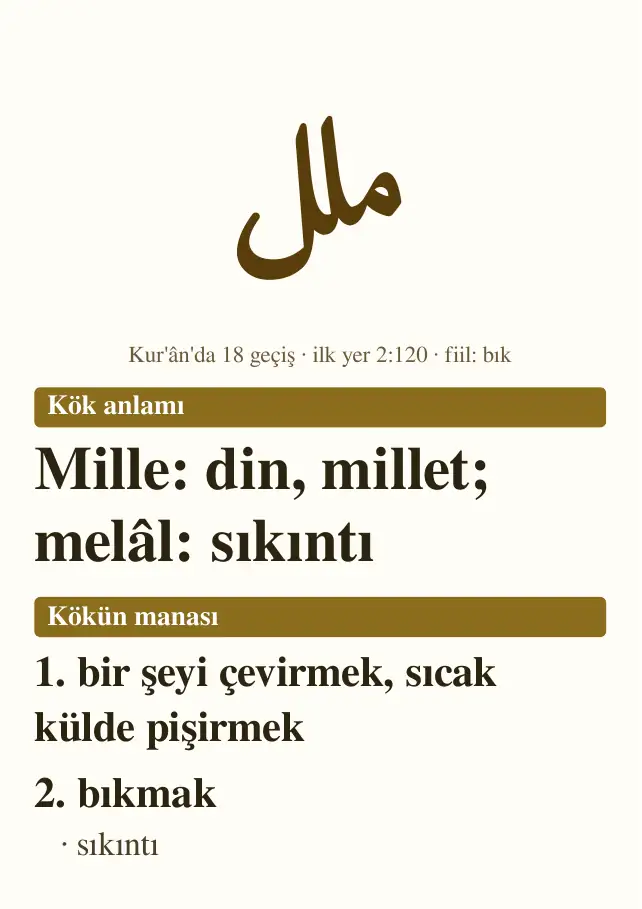 ملل
Kur'ân'da 18 geçiş · ilk yer 2:120 · fiil: bık
Kök anlamı
Mille: din, millet;
melâl: sıkıntı
Kökün manası
1. bir şeyi çevirmek, sıcak
külde pişirmek
2. bıkmak
· sıkıntı